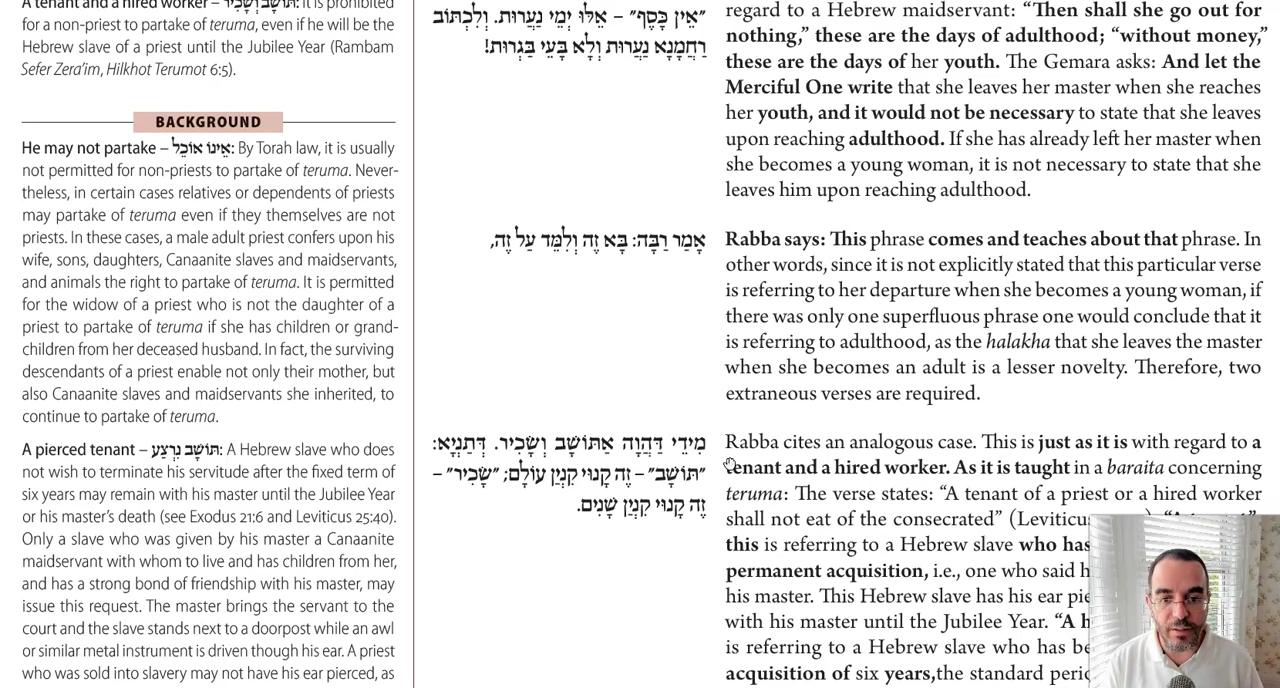 A tenant and a hired worker – תּוֹשָׁב וְשָׂכִיר: It is prohibited
for a non-priest to partake of teruma, even if he will be the
Hebrew slave of a priest until the Jubilee Year (Rambam
Sefer Zera'im, Hilkhot Terumot 6:5).
BACKGROUND
He may not partake – אֵינוֹ אוֹכֵל: By Torah law, it is usually
not permitted for non-priests to partake of teruma. Never-
theless, in certain cases relatives or dependents of priests
may partake of teruma even if they themselves are not
priests. In these cases, a male adult priest confers upon his
wife, sons, daughters, Canaanite slaves and maidservants,
and animals the right to partake of teruma. It is permitted
for the widow of a priest who is not the daughter of a
priest to partake of teruma if she has children or grand-
children from her deceased husband. In fact, the surviving
descendants of a priest enable not only their mother, but
also Canaanite slaves and maidservants she inherited, to
continue to partake of teruma.
A pierced tenant – תּוֹשָׁב נִרְצָע: A Hebrew slave who does
not wish to terminate his servitude after the fixed term of
six years may remain with his master until the Jubilee Year
or his master's death (see Exodus 21:6 and Leviticus 25:40).
Only a slave who was given by his master a Canaanite
maidservant with whom to live and has children from her,
and has a strong bond of friendship with his master, may
issue this request. The master brings the servant to the
court and the slave stands next to a doorpost while an awl
or similar metal instrument is driven though his ear. A priest
who was sold into slavery may not have his ear pierced, as
״אֵין כָּסֶף״ – אֵלּוּ יְמֵי נַעֲרוּת. וְלִכְתּוֹב
רַחֲמָנָא נַעֲרוּת וְלָא בָּעֵי בַּגְרוּת!
אָמַר רַבָּה: בָּא זֶה וְלִמֵּד עַל זֶה,
מִידֵי דַּהֲוָה אַתּוֹשָׁב וְשָׂכִיר. דְּתַנְיָא:
״תּוֹשָׁב״ – זֶה קָנוּי קִנְיַן עוֹלָם; ״שָׂכִיר״ –
זֶה קָנוּי קִנְיַן שָׁנִים.
regard to a Hebrew maidservant: “Then shall she go out for
nothing,” these are the days of adulthood; “without money,”
these are the days of her youth. The Gemara asks: And let the
Merciful One write that she leaves her master when she reaches
her youth, and it would not be necessary to state that she leaves
upon reaching adulthood. If she has already left her master when
she becomes a young woman, it is not necessary to state that she
leaves him upon reaching adulthood.
Rabba says: This phrase comes and teaches about that phrase. In
other words, since it is not explicitly stated that this particular verse
is referring to her departure when she becomes a young woman, if
there was only one superfluous phrase one would conclude that it
is referring to adulthood, as the halakha that she leaves the master
when she becomes an adult is a lesser novelty. Therefore, two
extraneous verses are required.
Rabba cites an analogous case. This is just as it is with regard to a
tenant and a hired worker. As it is taught in a baraita concerning
teruma: The verse states: “A tenant of a priest or a hired worker
shall not eat of the consecrated” (Leviticus
this is referring to a Hebrew slave who has
permanent acquisition, i.e., one who said
his master. This Hebrew slave has his ear
with his master until the Jubilee Year.
is referring to a Hebrew slave who has
acquisition of six years, the standard